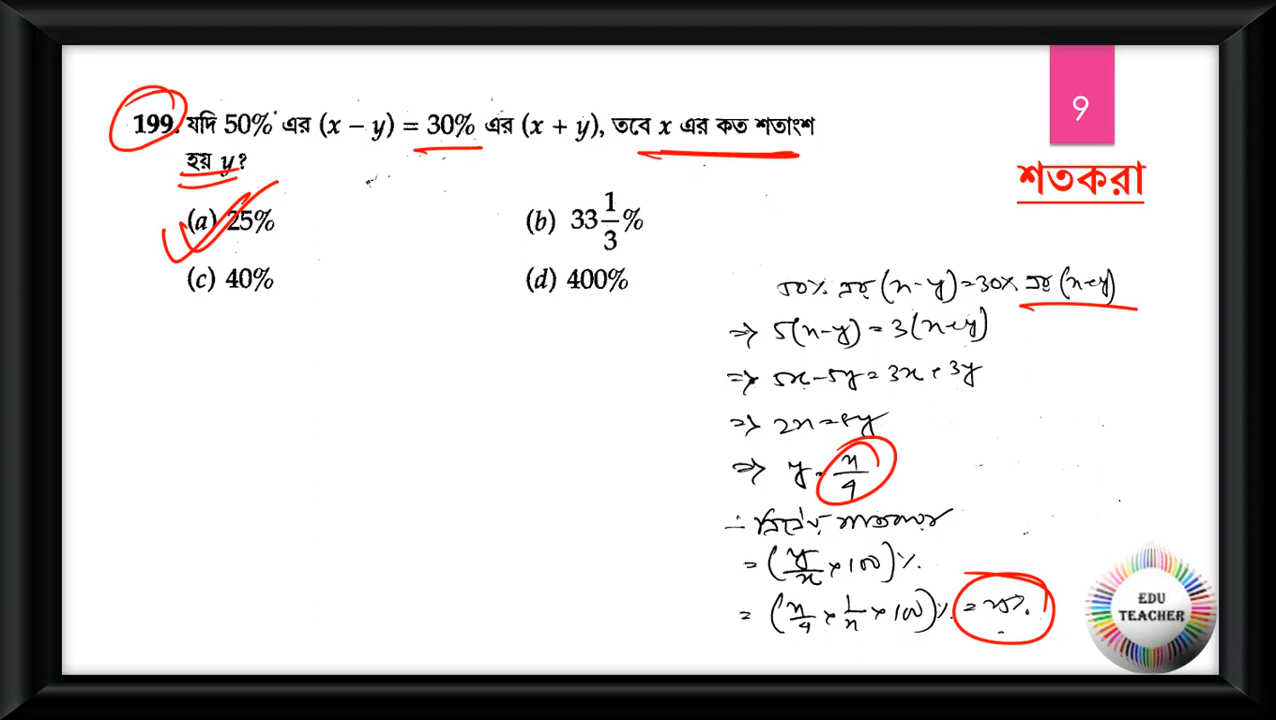 199. যদি 50% এর (x − y) = 30% এর (x + y), তবে x এর কত শতাংশ
হয় y?
(a) 25%
(b) 33 1/3 %
(c) 40%
(d) 400%
9
শতকরা
50% এর (x-y) = 30% এর (x+y)
⇒ 5(x-y) = 3(x+y)
⇒ 5x-5y = 3x+3y
⇒ 2x = 8y
⇒ y = x/4
∴ নির্ণেয়
= (y/x × 100)%
= (x/4 × 1/x × 100)% = 25%
EDU
TEACHER